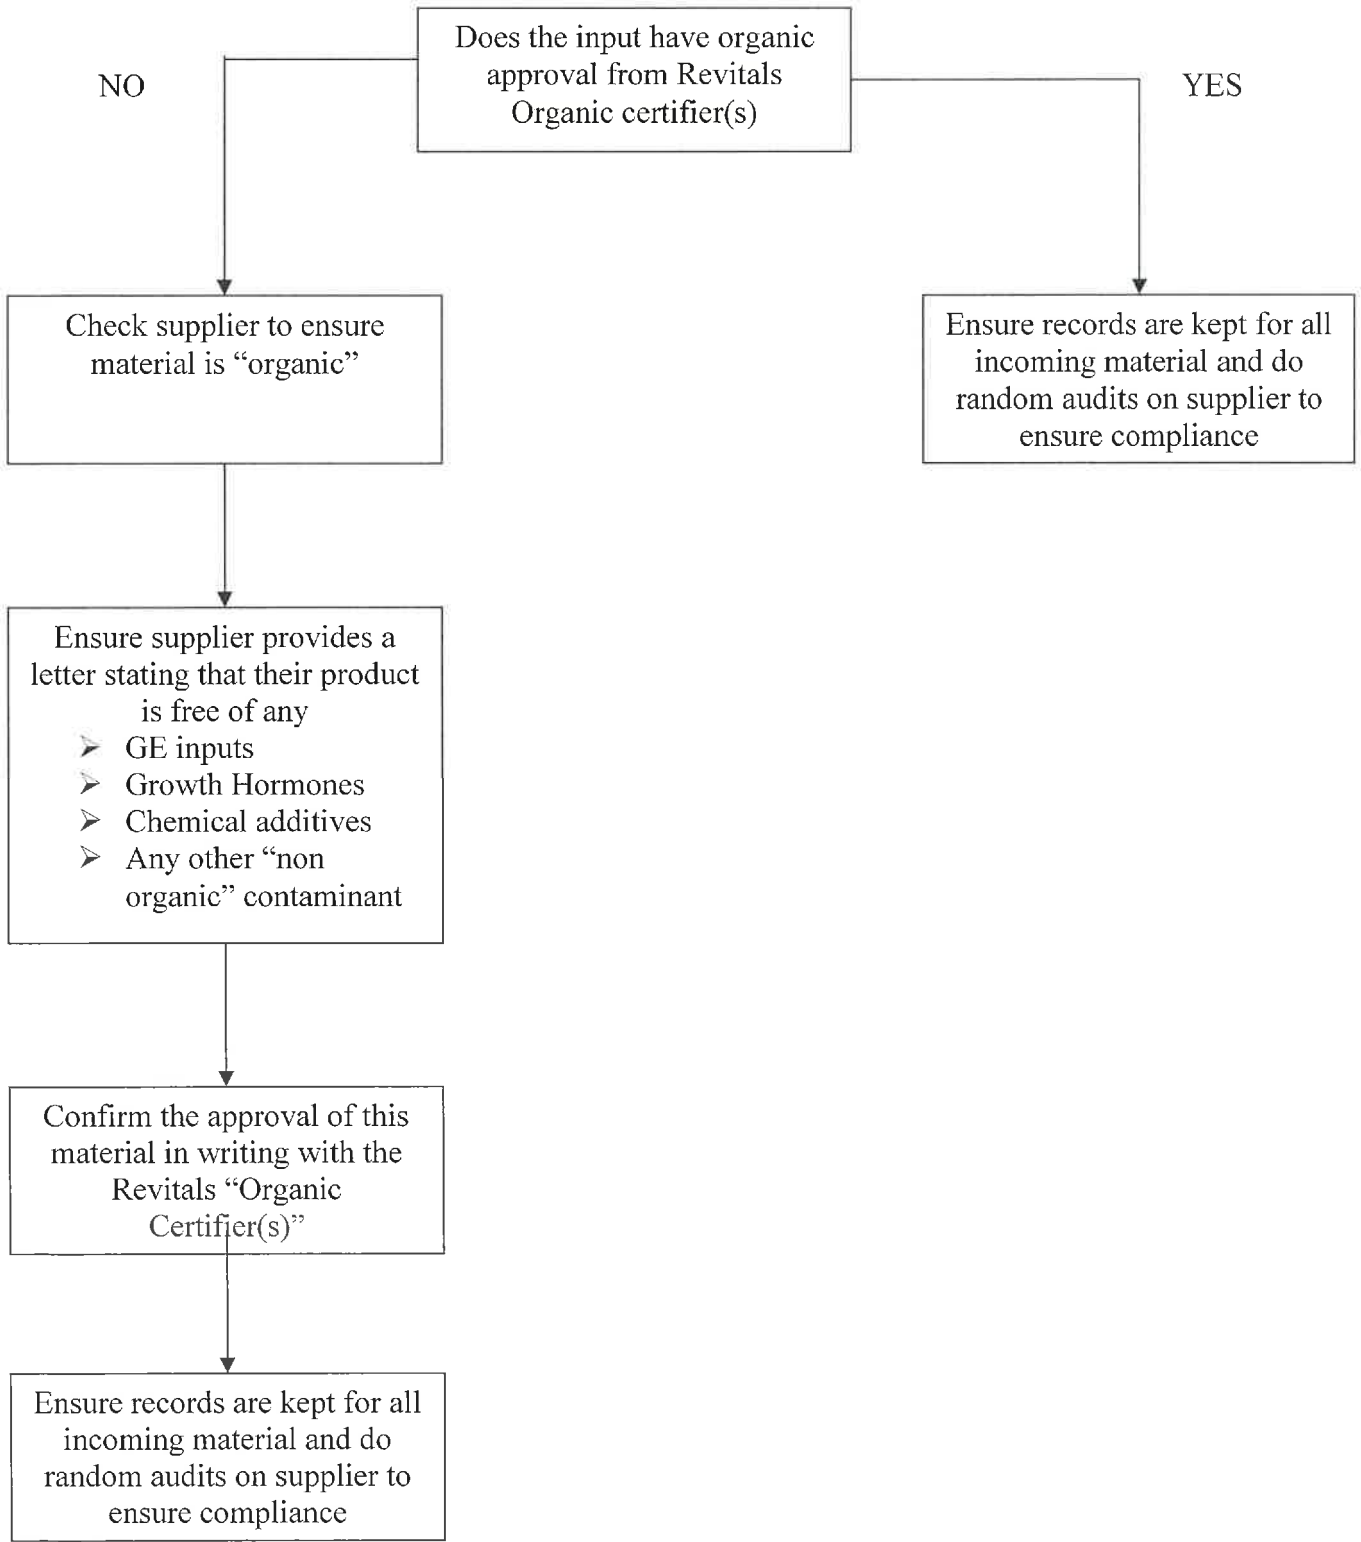 Does the input have organic
approval from Revitals
Organic certifier(s)
NO
YES
Check supplier to ensure
material is “organic”
Ensure records are kept for all
incoming material and do
random audits on supplier to
ensure compliance
Ensure supplier provides a
letter stating that their product
is free of any
➢ GE inputs
➢ Growth Hormones
➢ Chemical additives
➢ Any other “non
organic” contaminant
Confirm the approval of this
material in writing with the
Revitals “Organic
Certifier(s)”
Ensure records are kept for all
incoming material and do
random audits on supplier to
ensure compliance